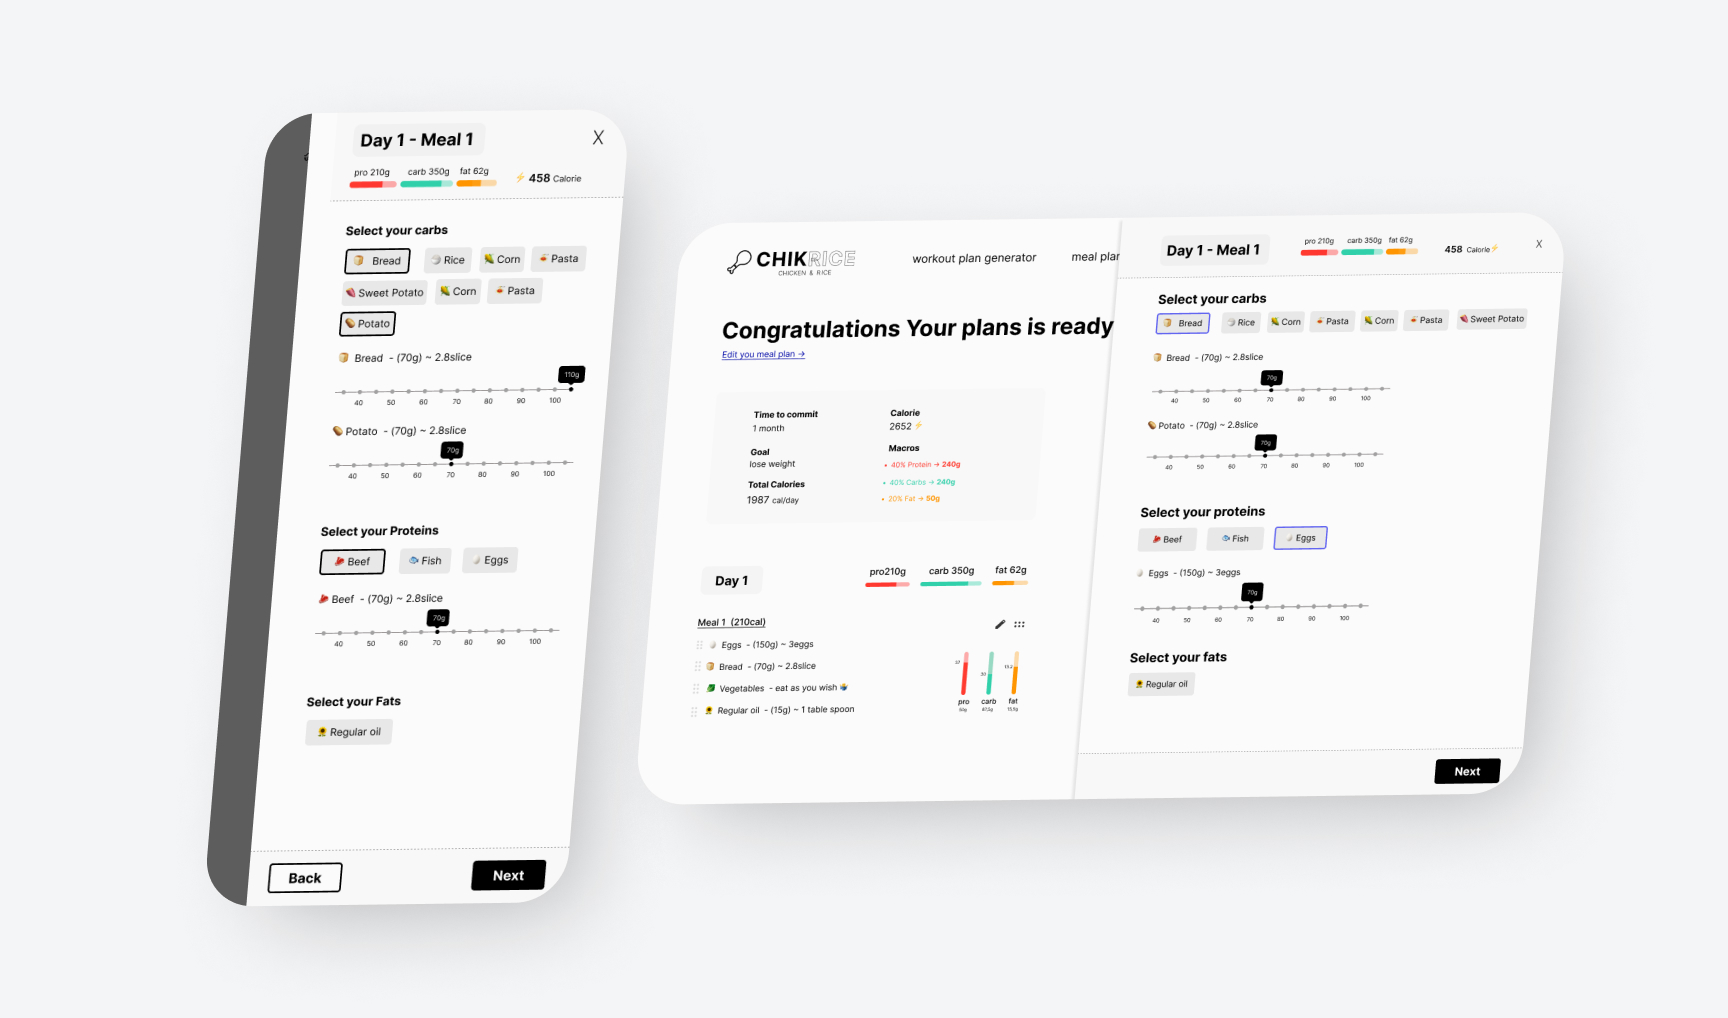 Day 1 - Meal 1
X
pro 210g carb 350g fat 62g
458 Calorie
Select your carbs
Bread Rice Corn Pasta
Sweet Potato Corn Pasta
Potato
Bread - (70g) ~ 2.8slice
110g
40 50 60 70 80 90 100
Potato - (70g) ~ 2.8slice
70g
40 50 60 70 80 90 100
Select your Proteins
Beef Fish Eggs
Beef - (70g) ~ 2.8slice
70g
40 50 60 70 80 90 100
Select your Fats
Regular oil
Back Next
CHIKRICE
CHICKEN & RICE
workout plan generator meal plan
Congratulations Your plans is ready
Edit you meal plan →
Time to commit
1 month
Goal
lose weight
Total Calories
1987 cal/day
Calorie
2652
Macros
• 40% Protein → 240g
• 40% Carbs → 240g
• 20% Fat → 50g
Day 1
pro210g carb 350g fat 62g
Meal 1 (210cal)
Eggs - (150g) ~ 3eggs
Bread - (70g) ~ 2.8slice
Vegetables - eat as you wish
Regular oil - (15g) ~ 1 table spoon
pro carb fat
Day 1 - Meal 1
pro 210g carb 350g fat 62g
458 Calorie
X
Select your carbs
Bread Rice Corn Pasta Corn Pasta Sweet Potato
Bread - (70g) ~ 2.8slice
70g
40 50 60 70 80 90 100
Potato - (70g) ~ 2.8slice
70g
40 50 60 70 80 90 100
Select your proteins
Beef Fish Eggs
Eggs - (150g) ~ 3eggs
70g
40 50 60 70 80 90 100
Select your fats
Regular oil
Next